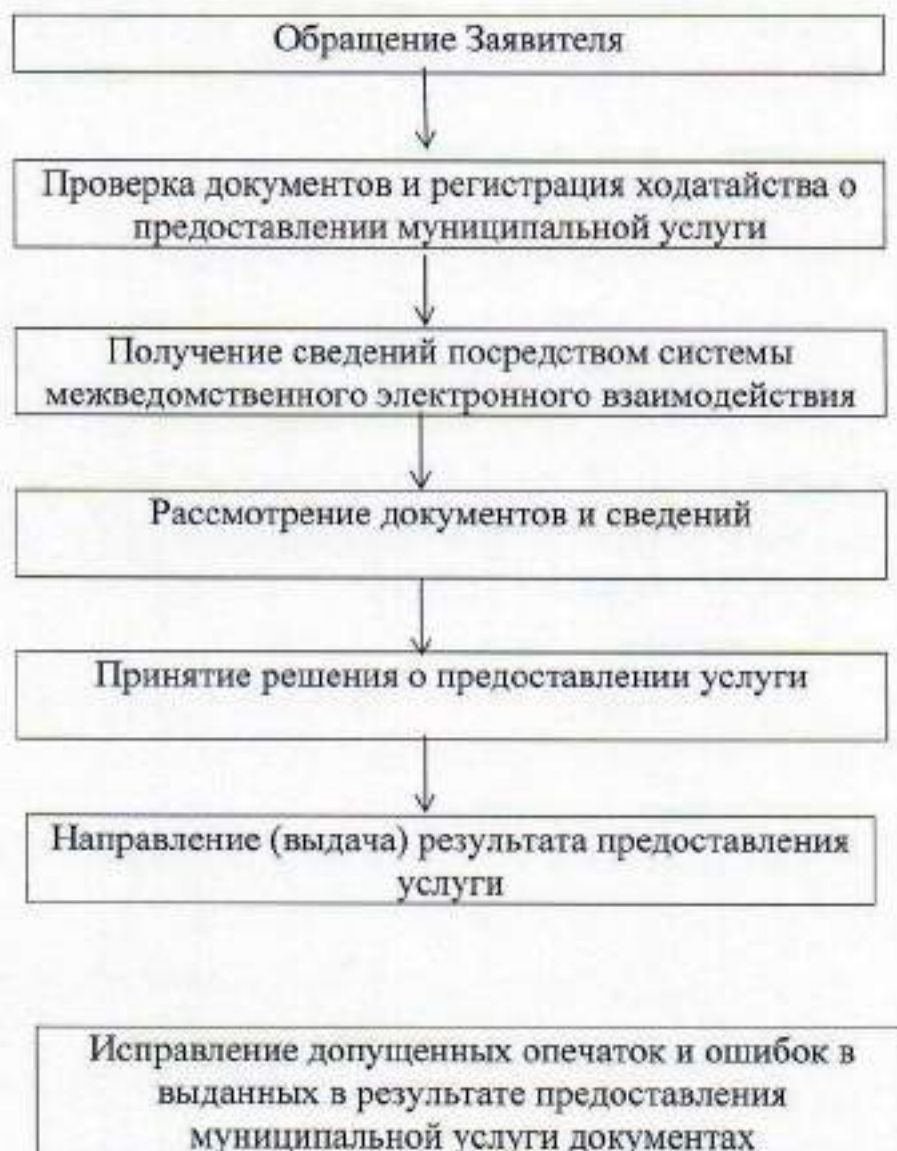 Обращение Заявителя
Проверка документов и регистрация ходатайства о
предоставлении муниципальной услуги
Получение сведений посредством системы
межведомственного электронного взаимодействия
Рассмотрение документов и сведений
Принятие решения о предоставлении услуги
Направление (выдача) результата предоставления
услуги
Исправление допущенных опечаток и ошибок в
выданных в результате предоставления
муниципальной услуги документах